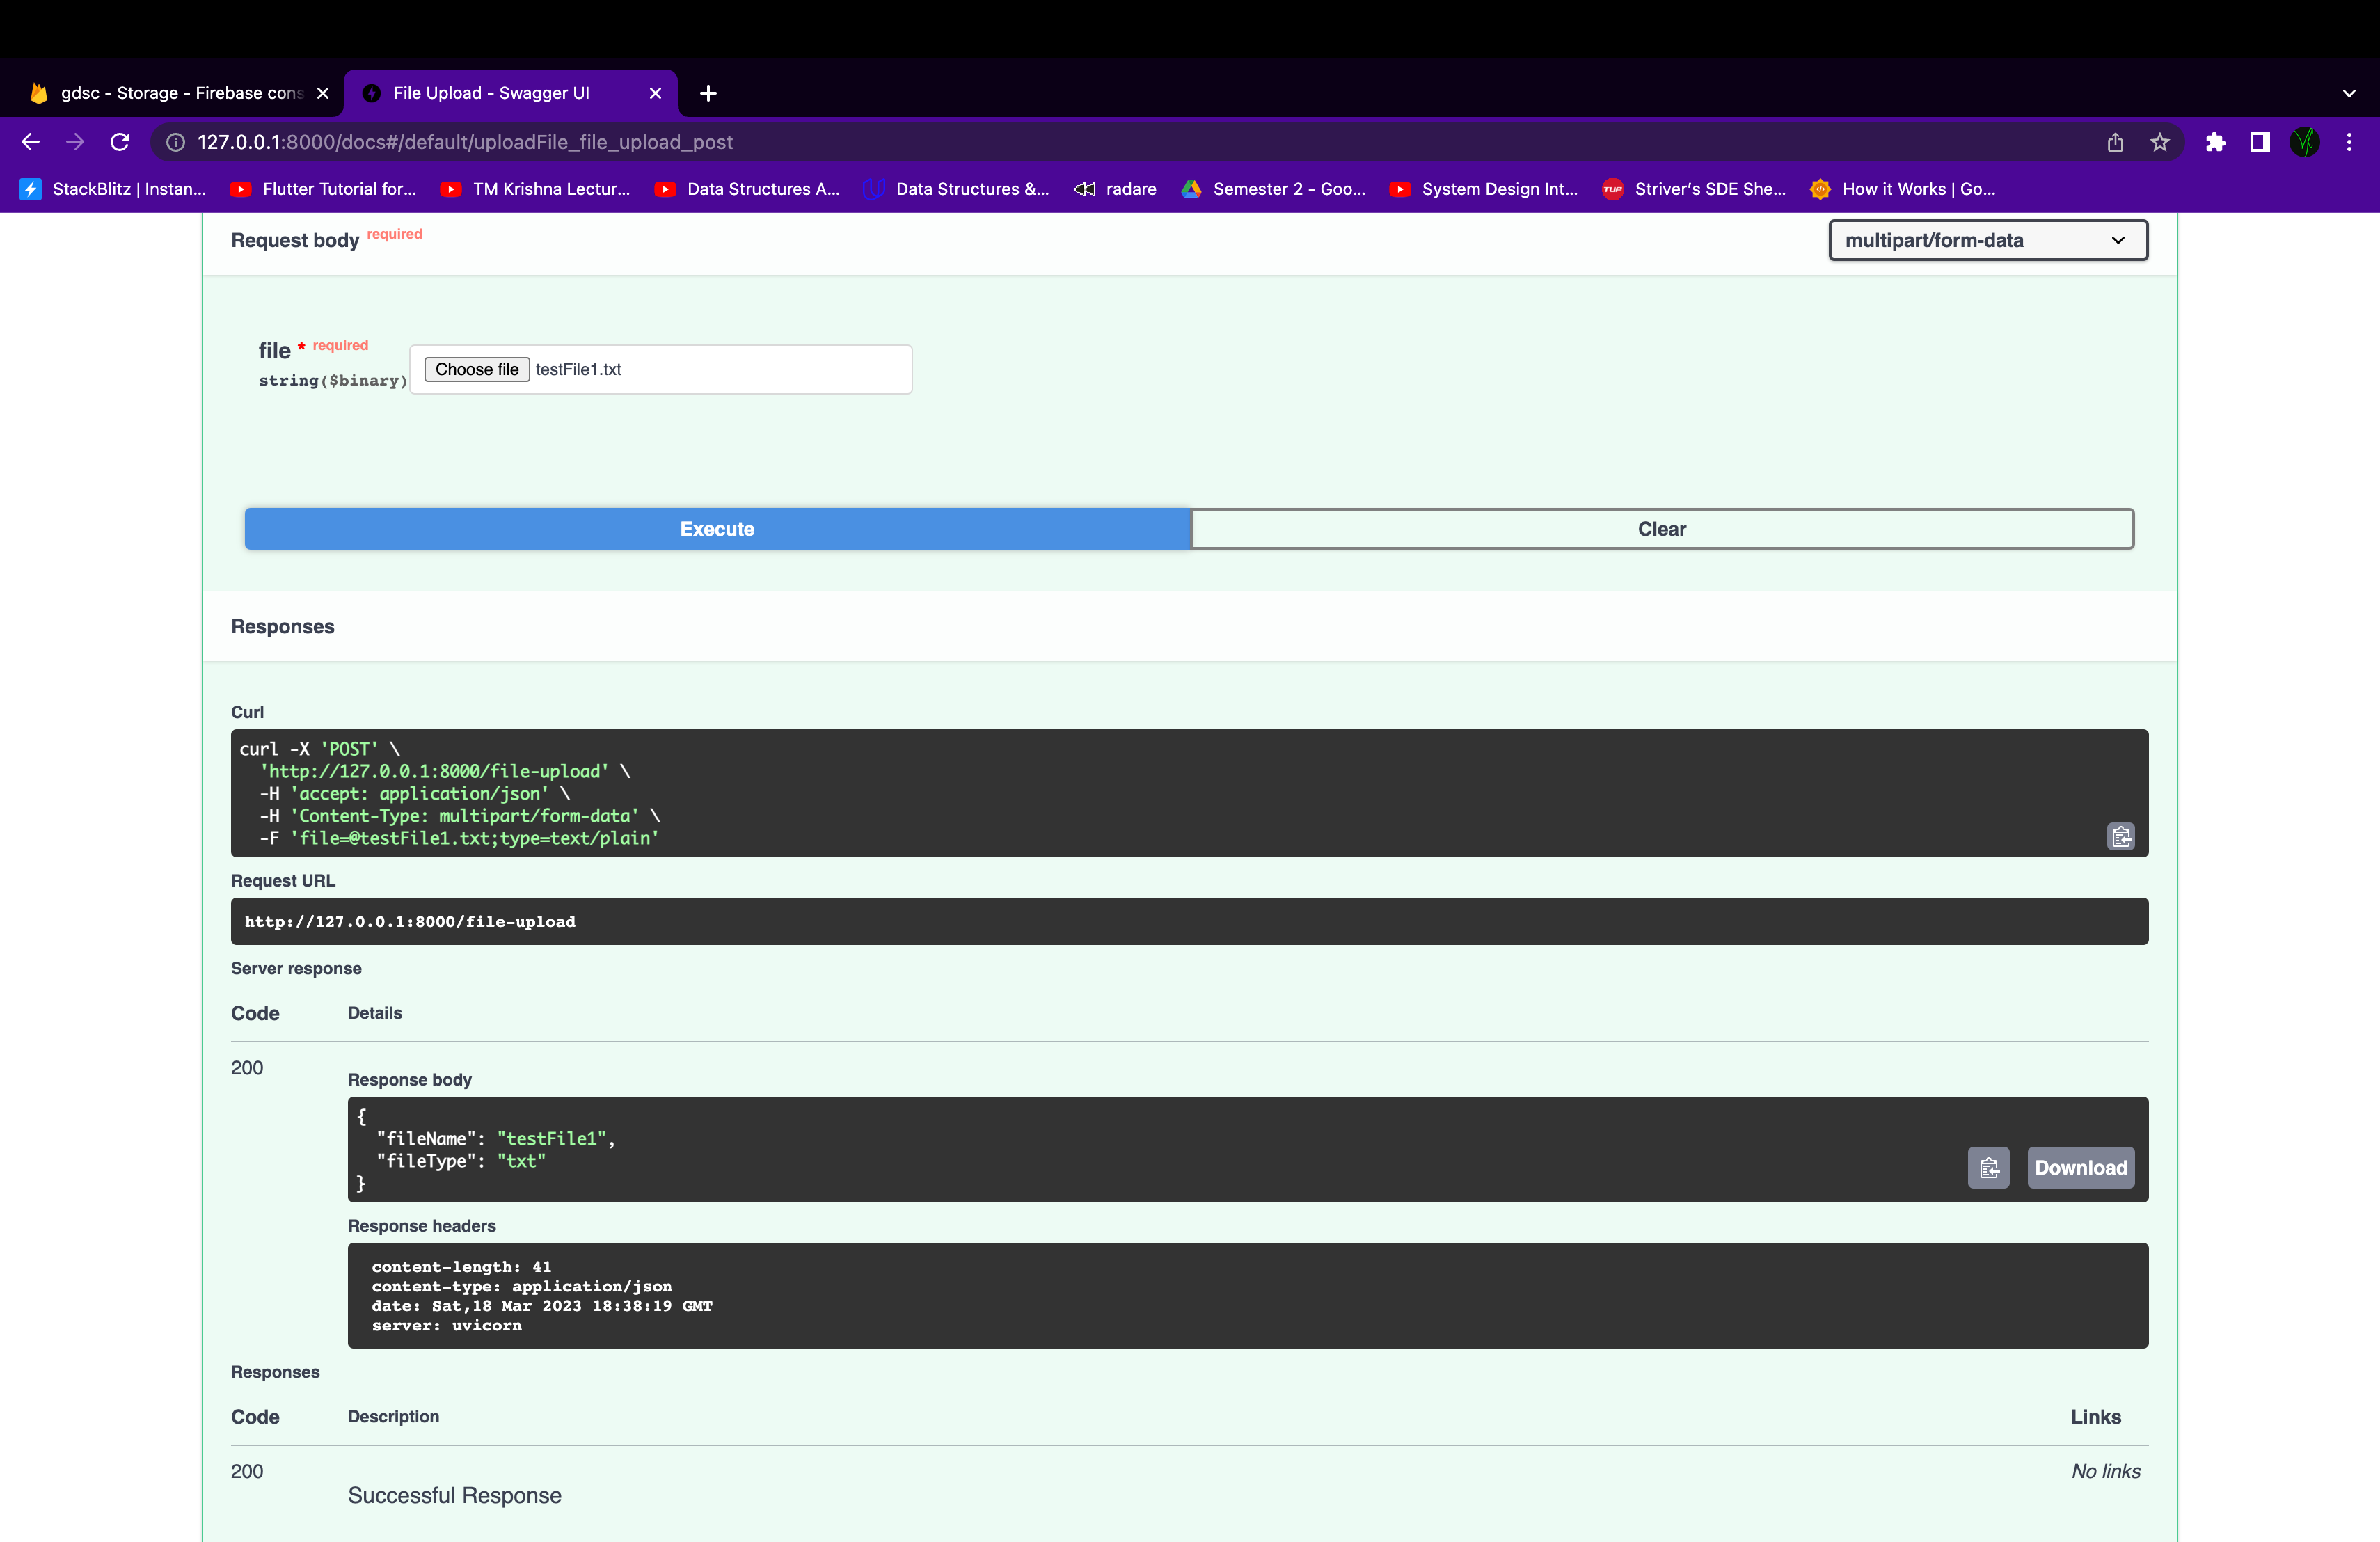 gdsc - Storage - Firebase cons
File Upload - Swagger UI
127.0.0.1:8000/docs#/default/uploadFile_file_upload_post
StackBlitz | Instan...
Flutter Tutorial for...
TM Krishna Lectur...
Data Structures A...
Data Structures &...
radare
Semester 2 - Goo...
System Design Int...
TUF
Striver's SDE She...
How it Works | Go...
Request body required
multipart/form-data
file * required
string($binary)
Choose file testFile1.txt
Execute
Clear
Responses
Curl
curl -X 'POST' \
'http://127.0.0.1:8000/file-upload' \
-H 'accept: application/json' \
-H 'Content-Type: multipart/form-data' \
-F 'file=@testFile1.txt;type=text/plain'
Request URL
http://127.0.0.1:8000/file-upload
Server response
Code Details
200
Response body
{
"fileName": "testFile1",
"fileType": "txt"
}
Download
Response headers
content-length: 41
content-type: application/json
date: Sat,18 Mar 2023 18:38:19 GMT
server: uvicorn
Responses
Code Description Links
200
No links
Successful Response